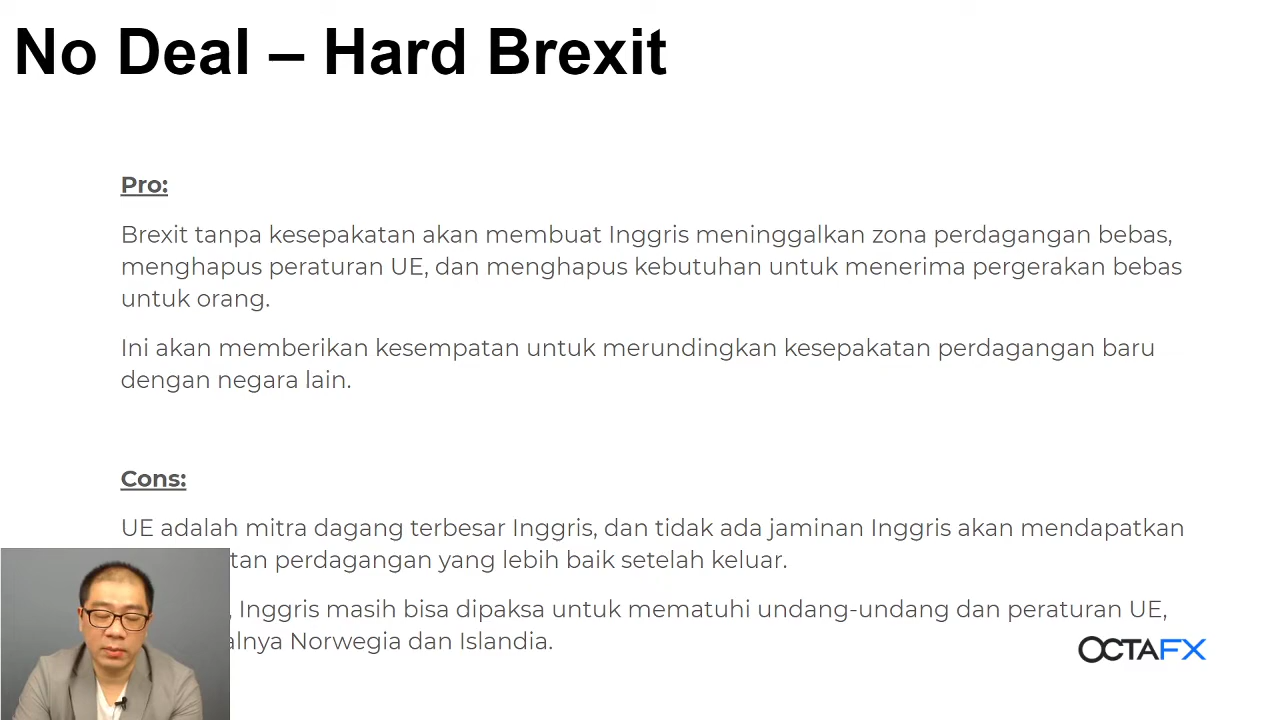 No Deal – Hard Brexit
Pro:
Brexit tanpa kesepakatan akan membuat Inggris meninggalkan zona perdagangan bebas,
menghapus peraturan UE, dan menghapus kebutuhan untuk menerima pergerakan bebas
untuk orang.
Ini akan memberikan kesempatan untuk merundingkan kesepakatan perdagangan baru
dengan negara lain.
Cons:
UE adalah mitra dagang terbesar Inggris, dan tidak ada jaminan Inggris akan mendapatkan
perdagangan yang lebih baik setelah keluar.
Inggris masih bisa dipaksa untuk mematuhi undang-undang dan peraturan UE,
Norwegia dan Islandia.
OCTAFX